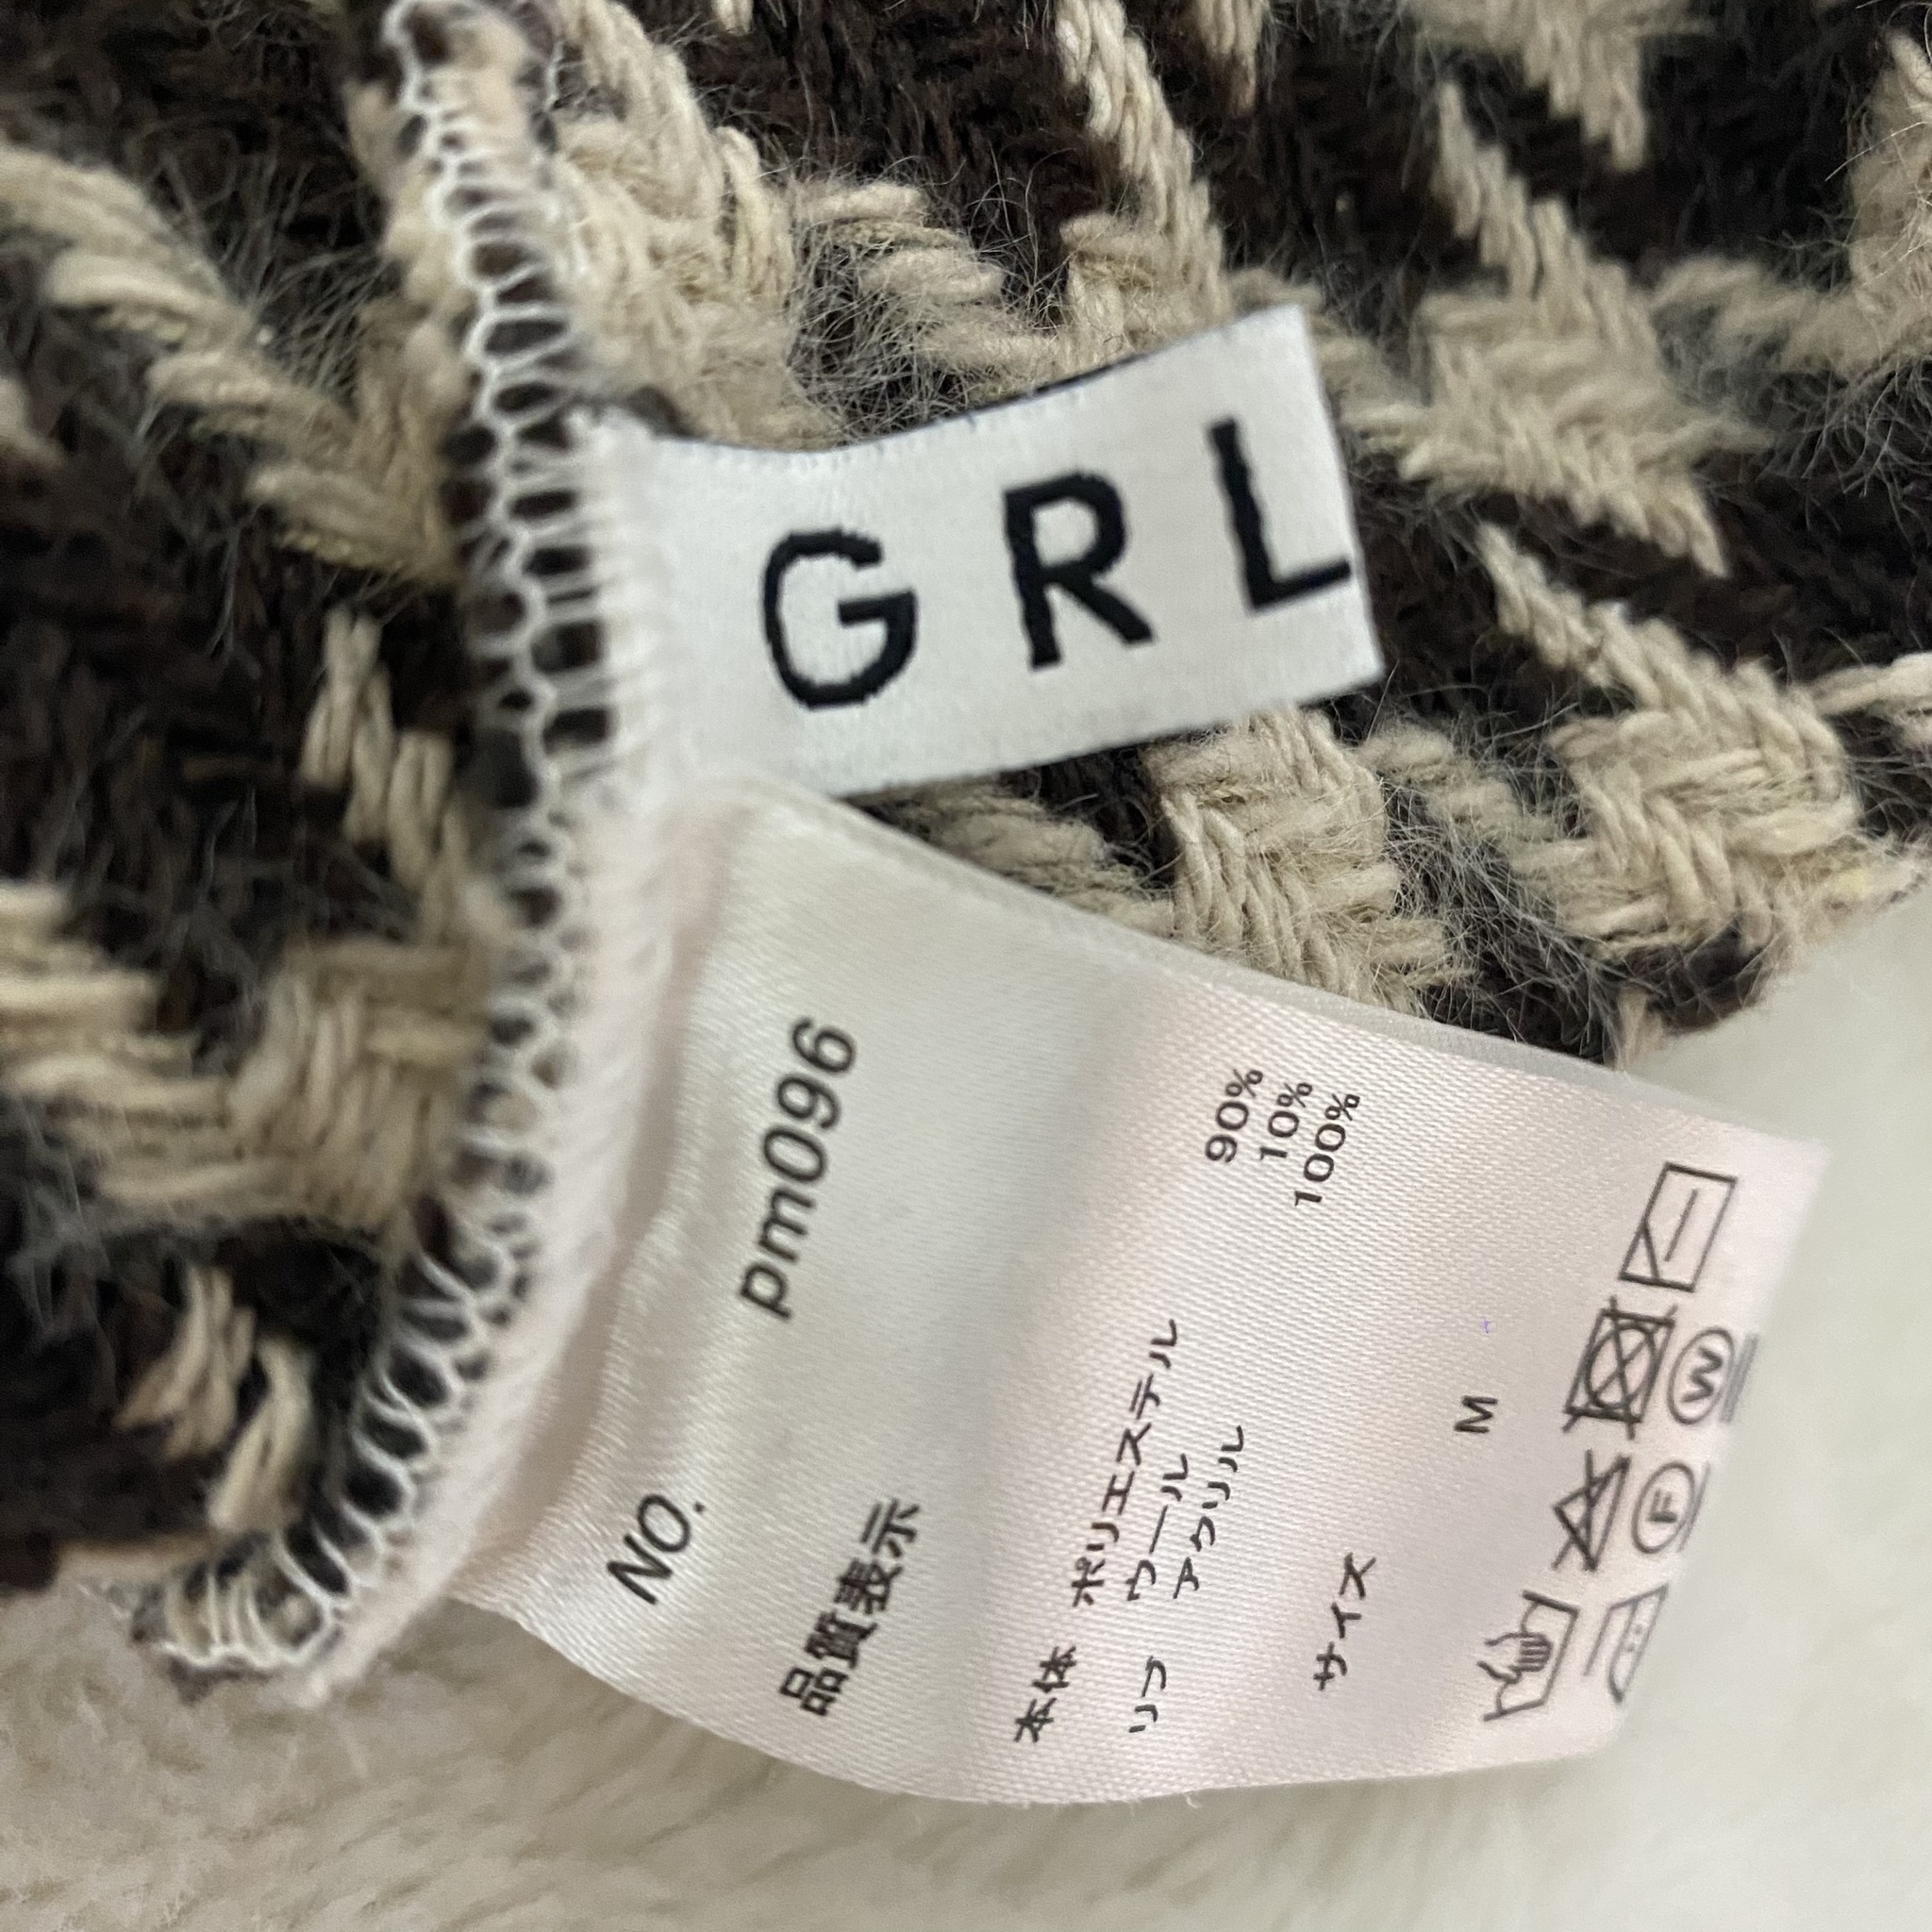 GRL
NO. pm096
品質表示
本体 ポリエステル 90%
ウール 10%
リブ アクリル 100%
サイズ M
F W